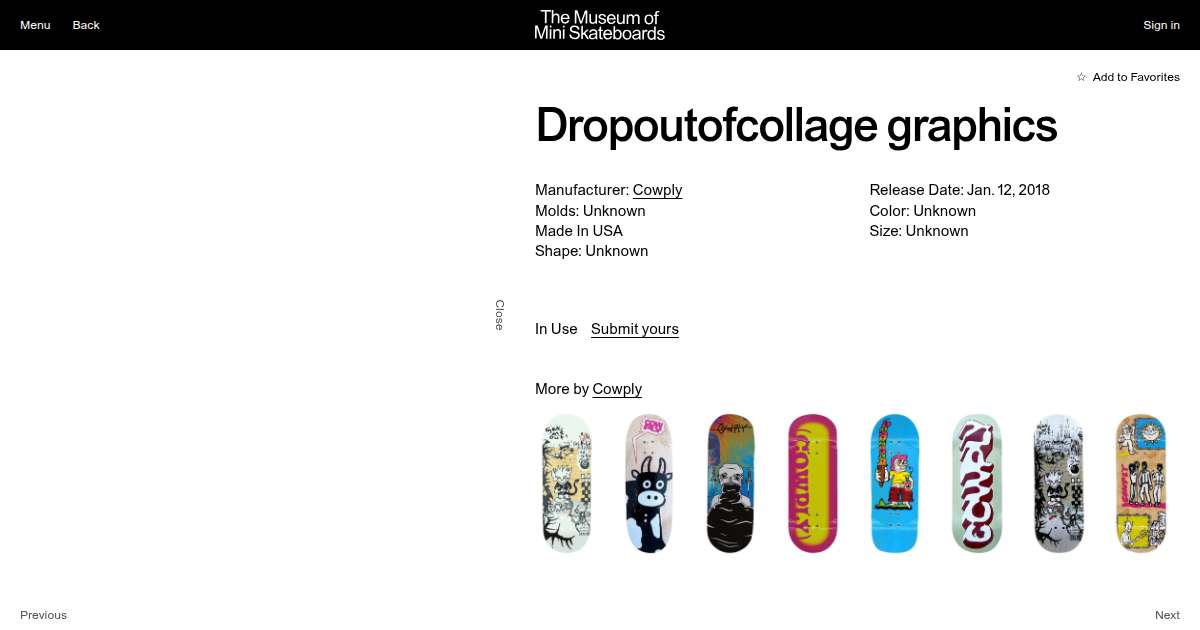 Menu
Back
The Museum of
Mini Skateboards
Sign in
☆ Add to Favorites
Dropoutofcollage graphics
Manufacturer: Cowply
Molds: Unknown
Made In USA
Shape: Unknown
Release Date: Jan. 12, 2018
Color: Unknown
Size: Unknown
Close
In Use Submit yours
More by Cowply
COWPLY
COWPLY
Previous
Next